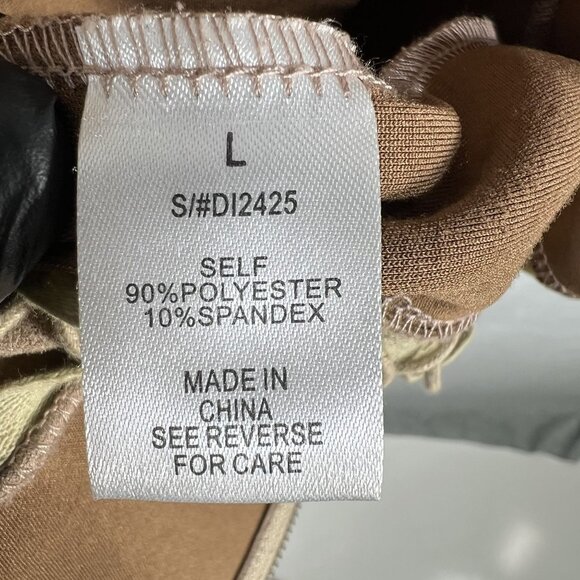 L
S/#DI2425
SELF
90%POLYESTER
10%SPANDEX
MADE IN
CHINA
SEE REVERSE
FOR CARE